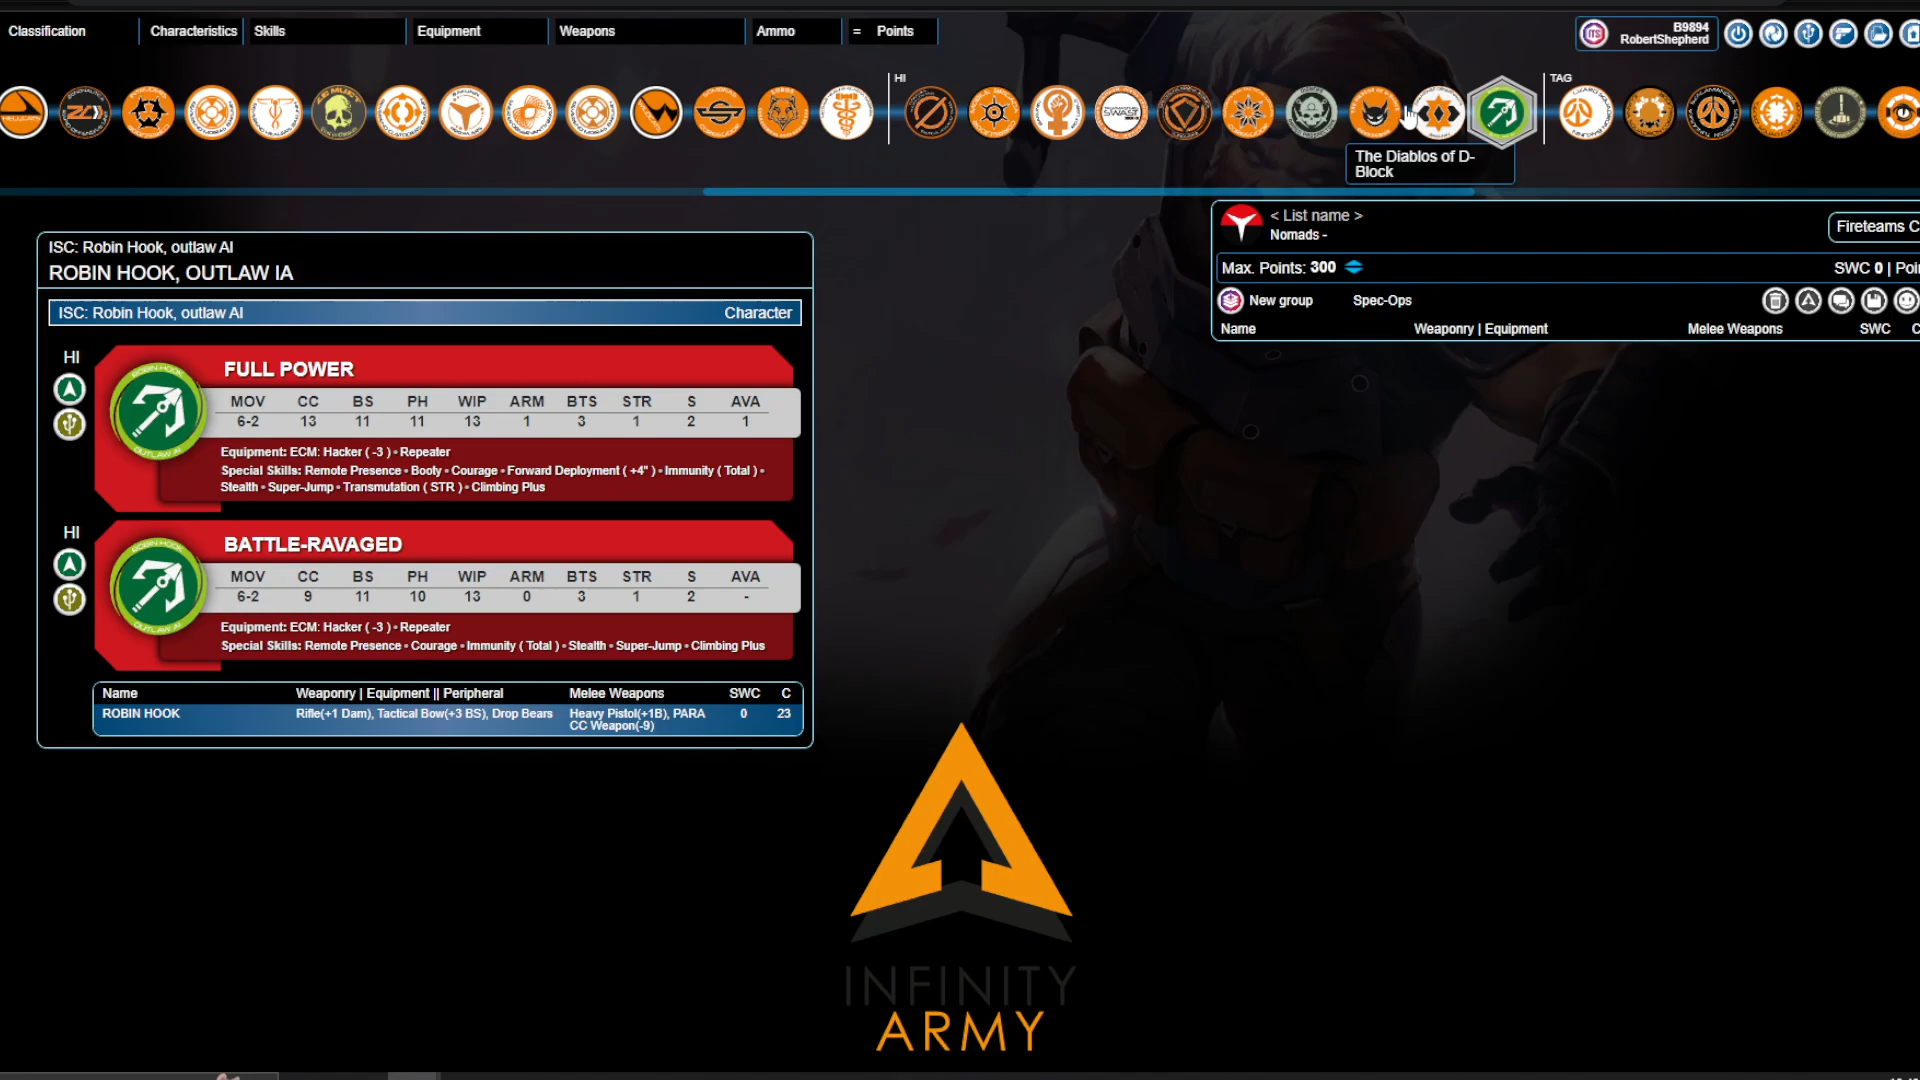 Classification Characteristics Skills Equipment Weapons Ammo = Points
B9894
RobertShepherd
HI
TAG
The Diablos of D-
Block
ISC: Robin Hook, outlaw AI
ROBIN HOOK, OUTLAW IA
ISC: Robin Hook, outlaw AI Character
HI
FULL POWER
MOV CC BS PH WIP ARM BTS STR S AVA
6-2 13 11 11 13 1 3 1 2 1
Equipment: ECM: Hacker ( -3 ) • Repeater
Special Skills: Remote Presence • Booty • Courage • Forward Deployment ( +4" ) • Immunity ( Total ) •
Stealth • Super-Jump • Transmutation ( STR ) • Climbing Plus
HI
BATTLE-RAVAGED
MOV CC BS PH WIP ARM BTS STR S AVA
6-2 9 11 10 13 0 3 1 2 -
Equipment: ECM: Hacker ( -3 ) • Repeater
Special Skills: Remote Presence • Courage • Immunity ( Total ) • Stealth • Super-Jump • Climbing Plus
Name Weaponry | Equipment || Peripheral Melee Weapons SWC C
ROBIN HOOK Rifle(+1 Dam), Tactical Bow(+3 BS), Drop Bears Heavy Pistol(+1B), PARA 0 23
CC Weapon(-9)
< List name >
Nomads -
Fireteams C
Max. Points: 300 SWC 0 | Poi
New group Spec-Ops
Name Weaponry | Equipment Melee Weapons SWC C
INFINITY
ARMY